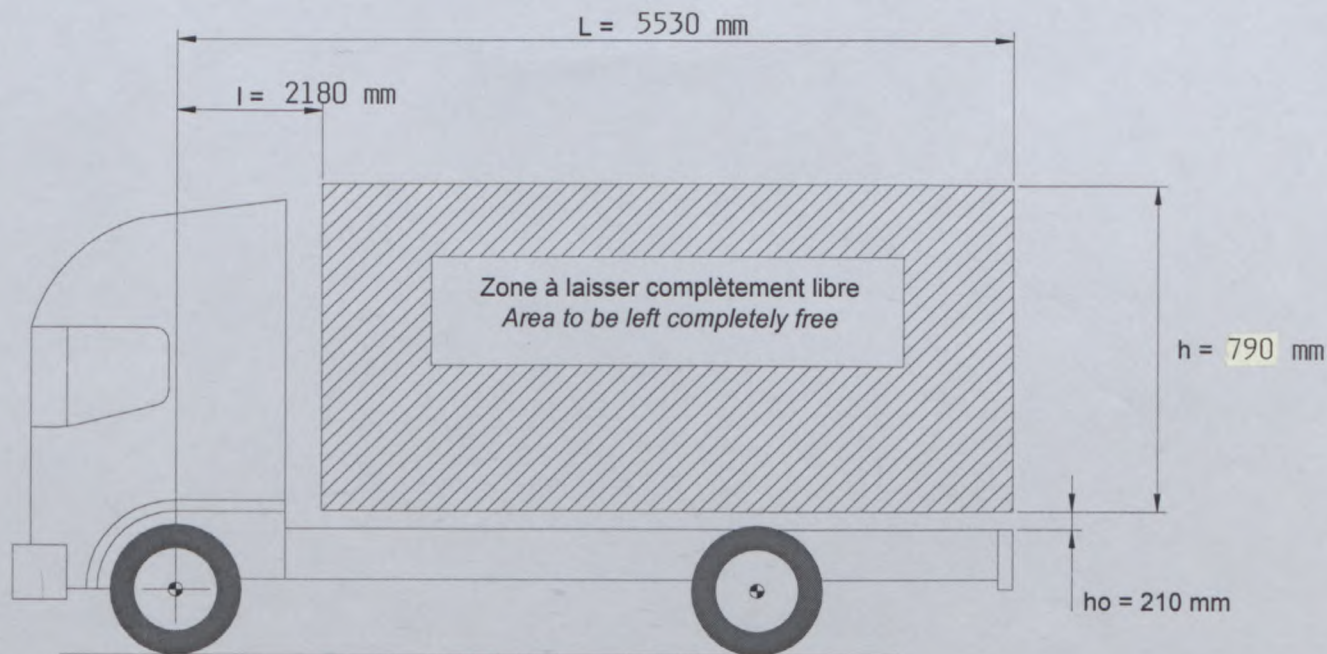 L = 5530 mm
l = 2180 mm
Zone à laisser complètement libre
Area to be left completely free
h = 790 mm
ho = 210 mm